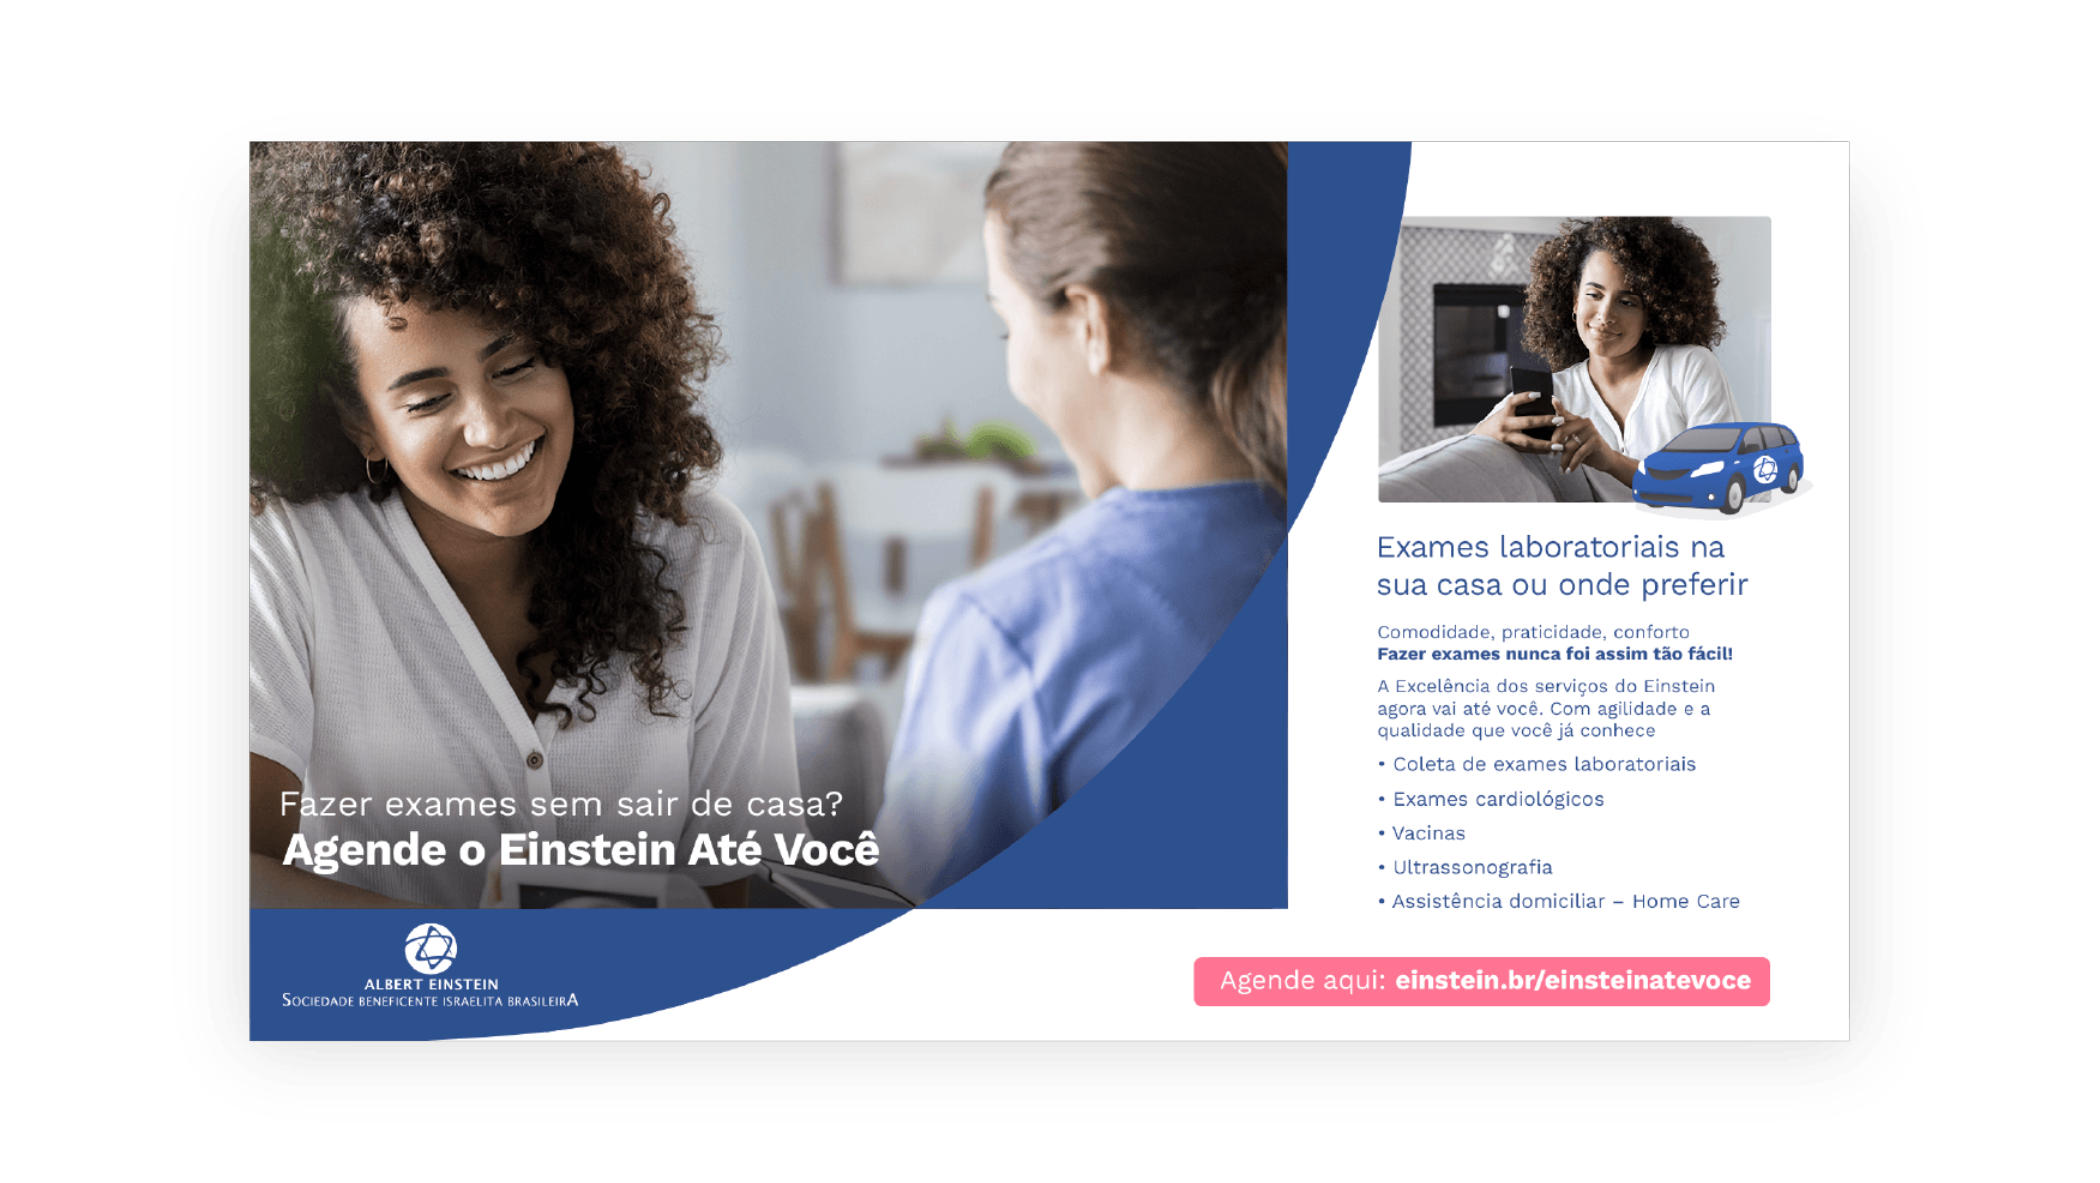 Fazer exames sem sair de casa?
Agende o Einstein Até Você
ALBERT EINSTEIN
SOCIEDADE BENEFICENTE ISRAELITA BRASILEIRA
Exames laboratoriais na
sua casa ou onde preferir
Comodidade, praticidade, conforto
Fazer exames nunca foi assim tão fácil!
A Excelência dos serviços do Einstein
agora vai até você. Com agilidade e a
qualidade que você já conhece
• Coleta de exames laboratoriais
• Exames cardiológicos
• Vacinas
• Ultrassonografia
• Assistência domiciliar – Home Care
Agende aqui: einstein.br/einsteinatevoce